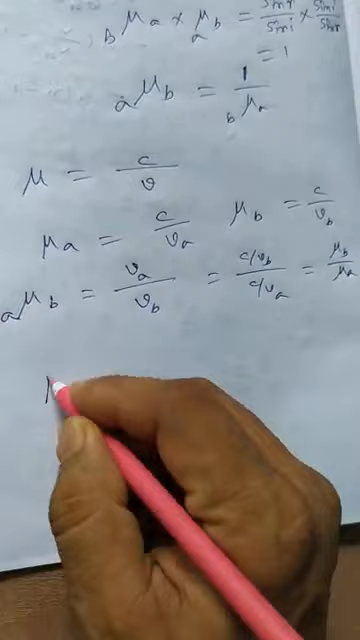 bμa × aμb = sin r/sin i × sin i/sin r
= 1
aμb = 1/bμa
μ = c/v
μa = c/va μb = c/vb
aμb = va/vb = c/vb/c/va = μb/μa